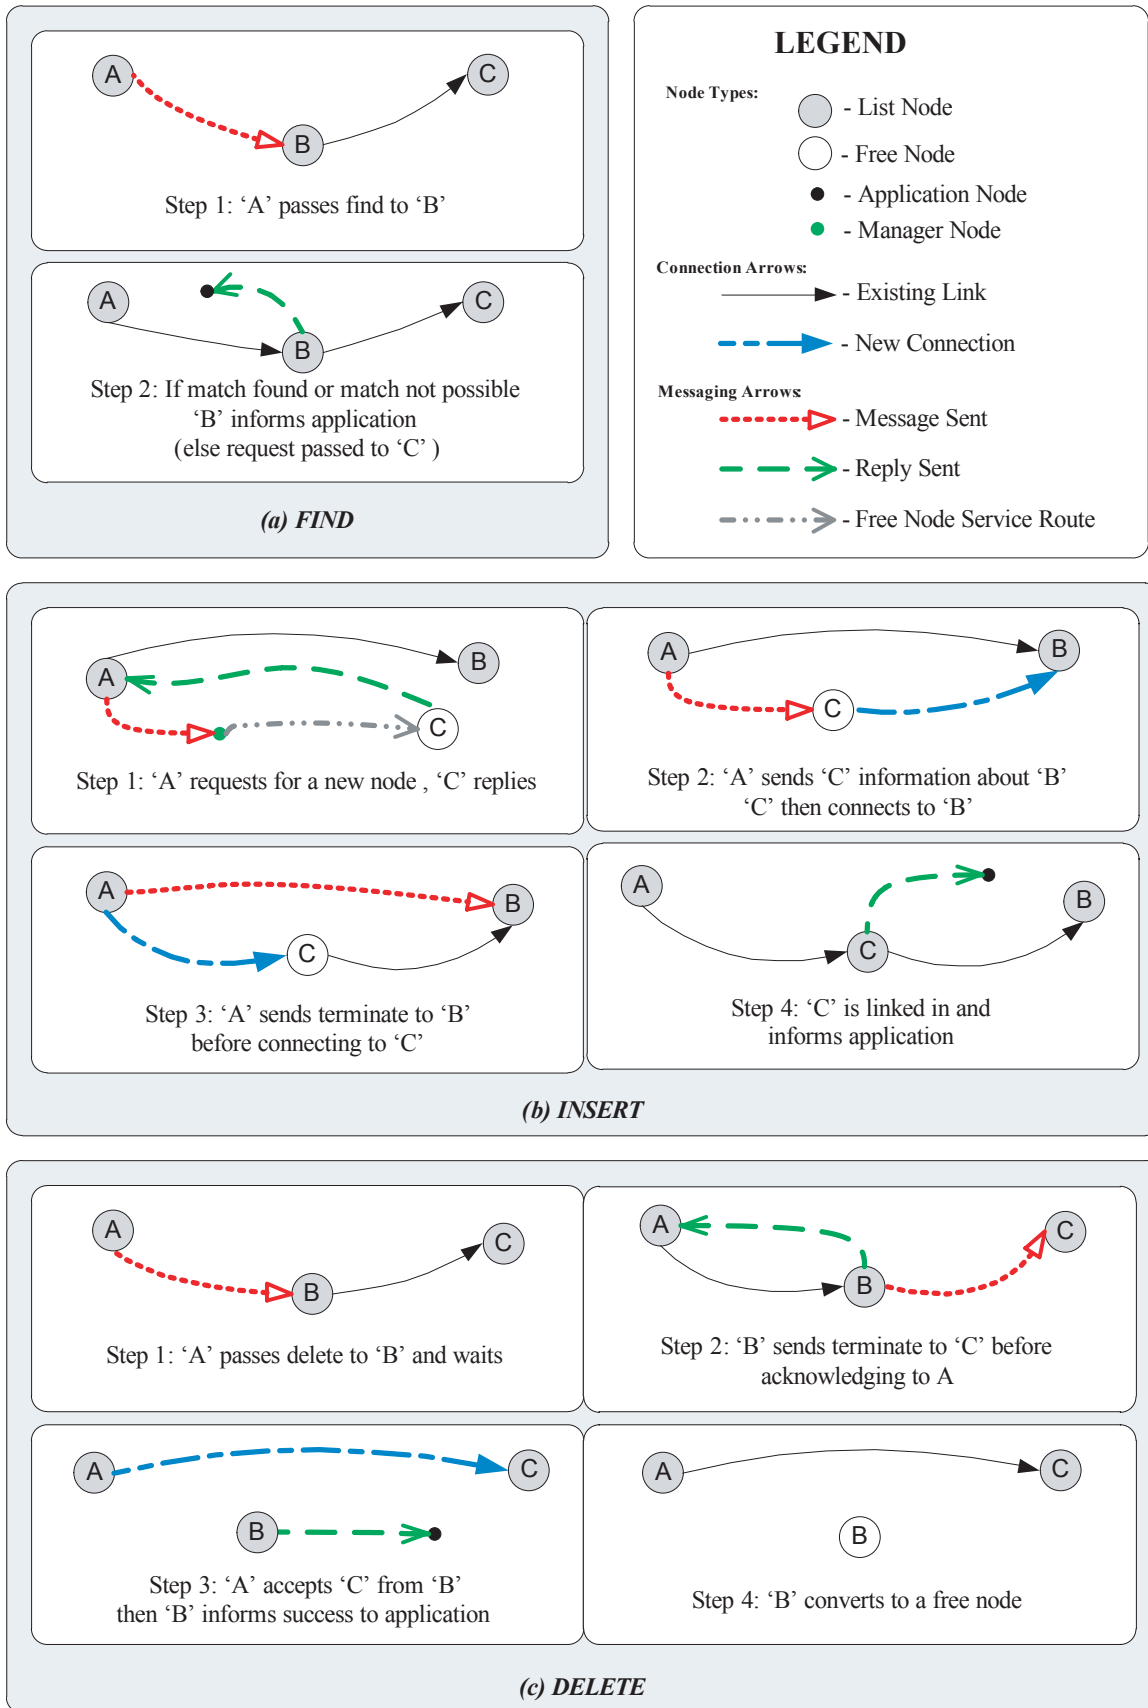 A
C
B
Step 1: ‘A’ passes find to ‘B’
A
C
B
Step 2: If match found or match not possible
‘B’ informs application
(else request passed to ‘C’ )
(a) FIND
LEGEND
Node Types:
- List Node
- Free Node
- Application Node
- Manager Node
Connection Arrows:
- Existing Link
- New Connection
Messaging Arrows:
- Message Sent
- Reply Sent
- Free Node Service Route
A
B
C
Step 1: ‘A’ requests for a new node , ‘C’ replies
A
B
C
Step 2: ‘A’ sends ‘C’ information about ‘B’
‘C’ then connects to ‘B’
A
B
C
Step 3: ‘A’ sends terminate to ‘B’
before connecting to ‘C’
A
B
C
Step 4: ‘C’ is linked in and
informs application
(b) INSERT
A
C
B
Step 1: ‘A’ passes delete to ‘B’ and waits
A
C
B
Step 2: ‘B’ sends terminate to ‘C’ before
acknowledging to A
A
C
B
Step 3: ‘A’ accepts ‘C’ from ‘B’
then ‘B’ informs success to application
A
C
B
Step 4: ‘B’ converts to a free node
(c) DELETE